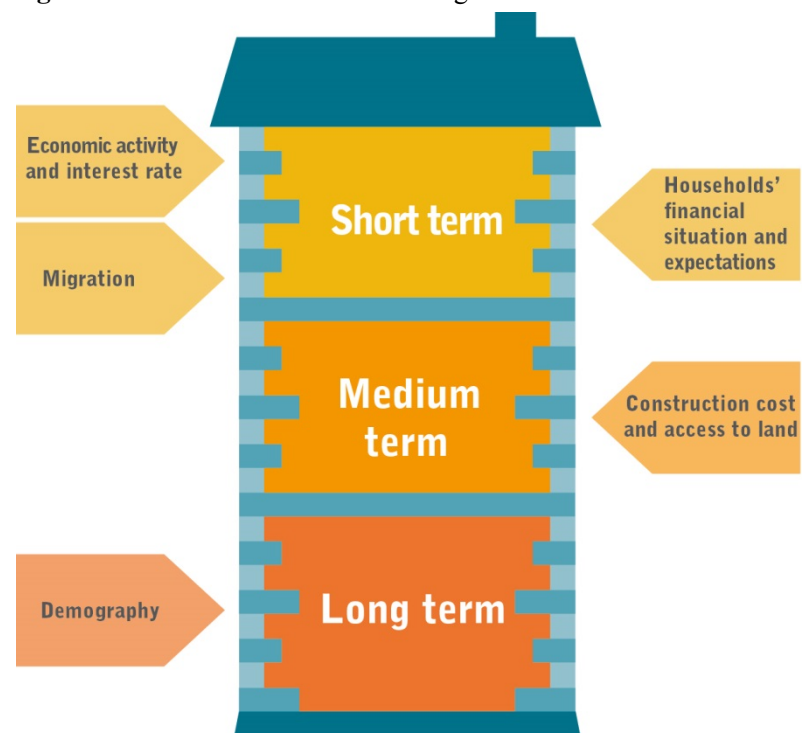 Economic activity
and interest rate
Short term
Households’
financial
situation and
expectations
Migration
Medium
term
Construction cost
and access to land
Demography
Long term